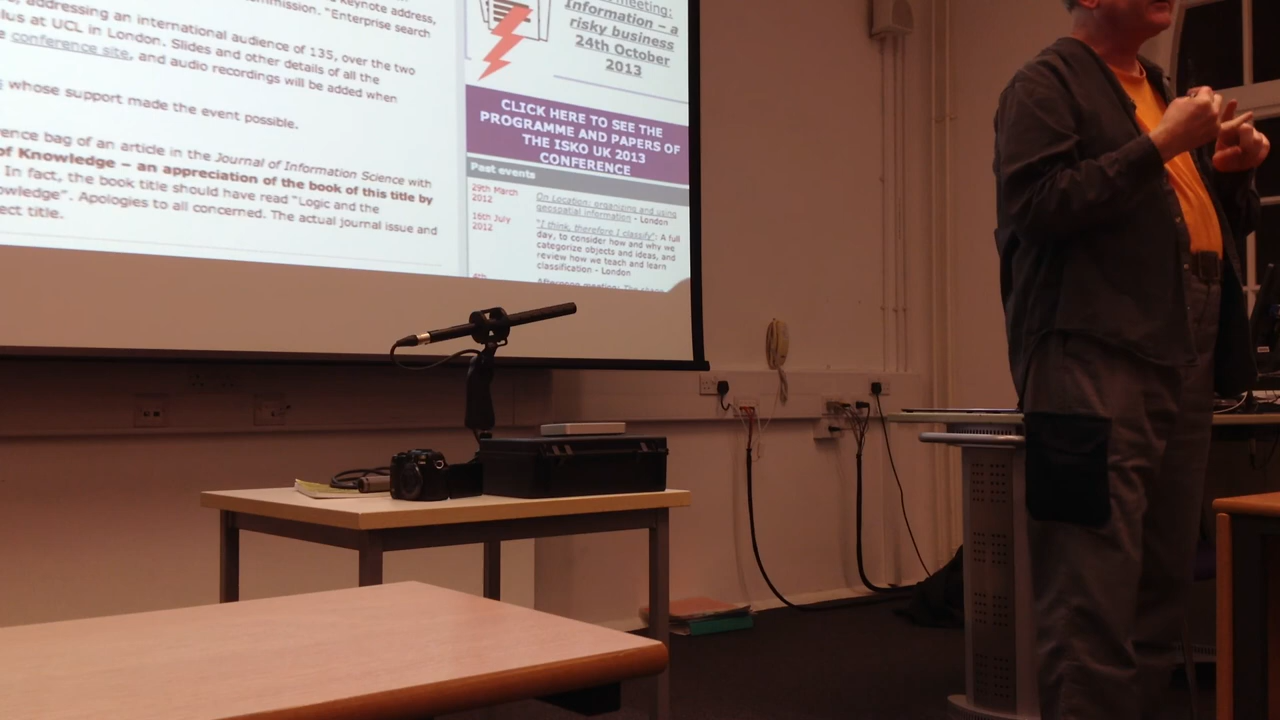 keynote address,
mmission. "Enterprise search
, addressing an international audience of 135, over the two
plus at UCL in London. Slides and other details of all the
e conference site, and audio recordings will be added when
whose support made the event possible.
rence bag of an article in the Journal of Information Science with
of Knowledge – an appreciation of the book of this title by
In fact, the book title should have read "Logic and the
owledge". Apologies to all concerned. The actual journal issue and
ect title.
meeting:
Information – a
risky business
24th October
2013
CLICK HERE TO SEE THE
PROGRAMME AND PAPERS OF
THE ISKO UK 2013
CONFERENCE
Past events
29th March
2012
On Location: organizing and using
geospatial information - London
16th July
2012
"I think, therefore I classify": A full
day, to consider how and why we
categorize objects and ideas, and
review how we teach and learn
classification - London